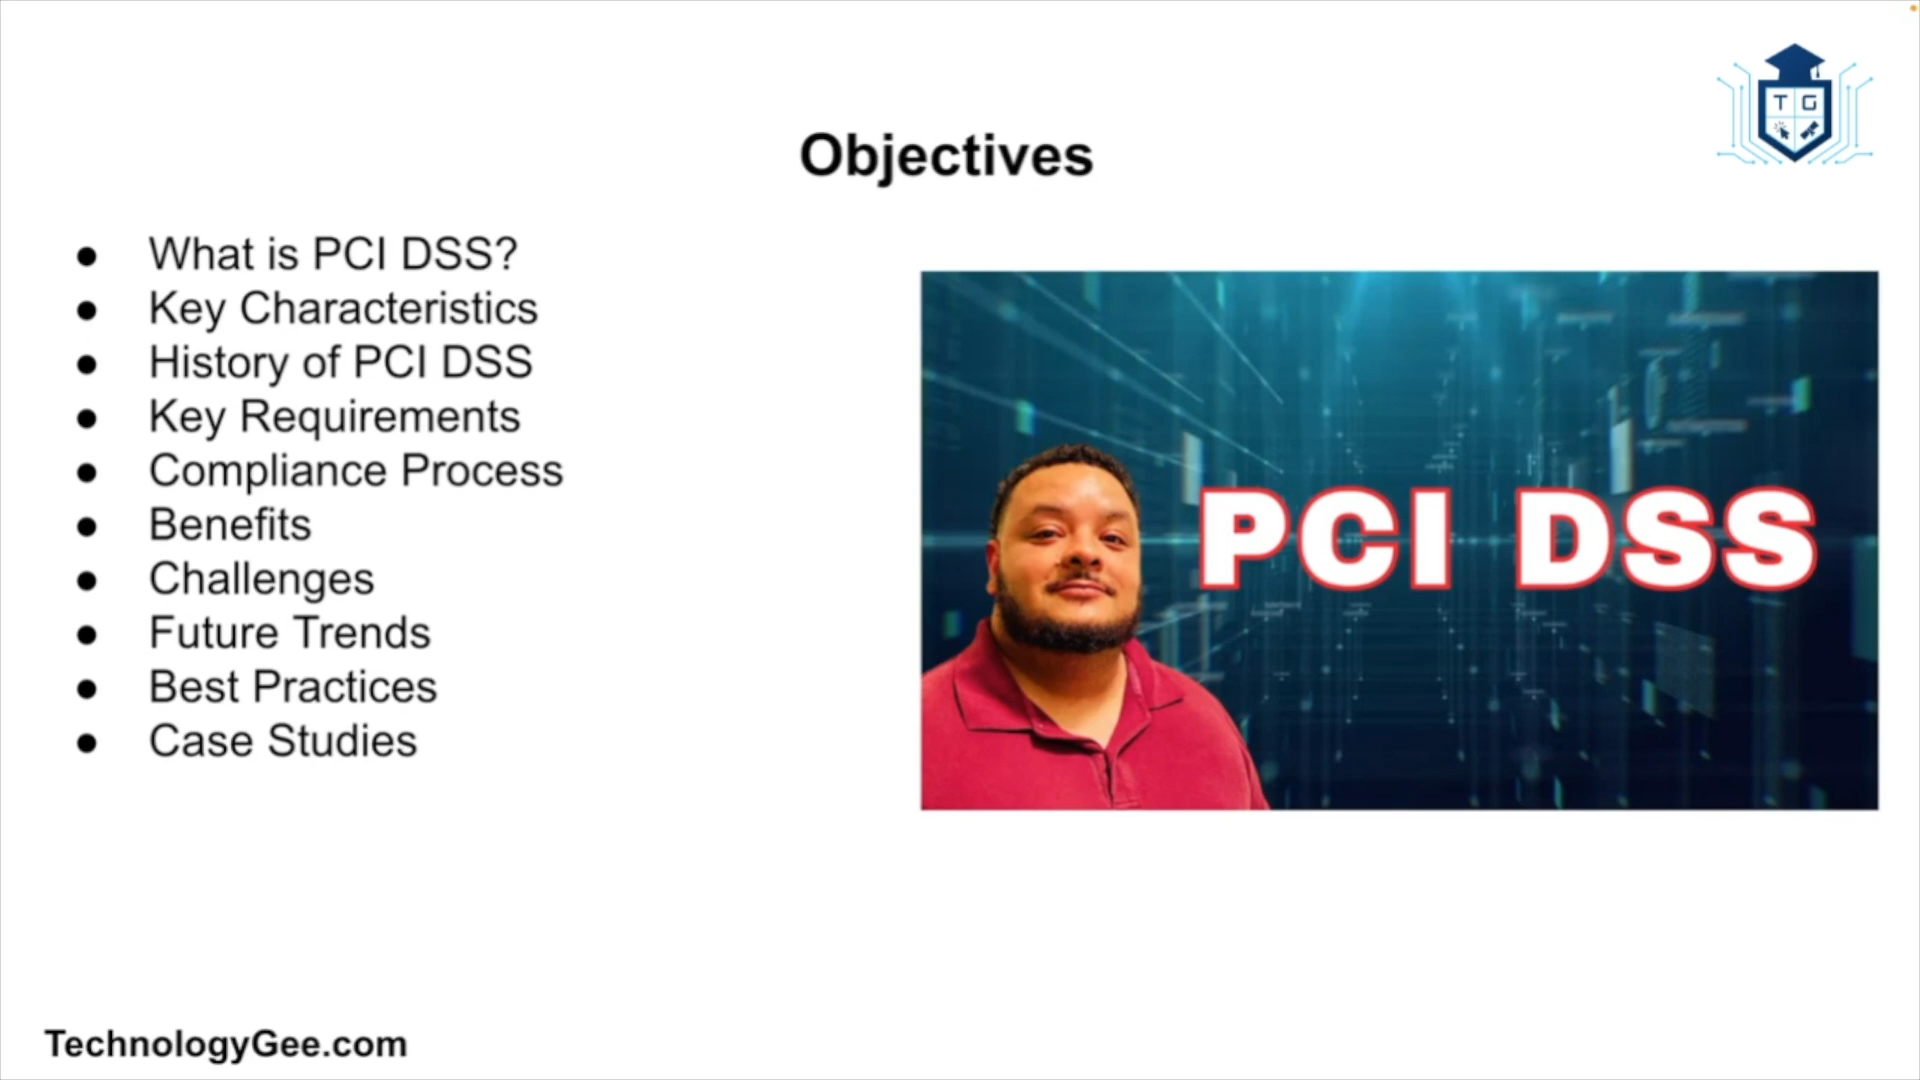 T G
Objectives
● What is PCI DSS?
● Key Characteristics
● History of PCI DSS
● Key Requirements
● Compliance Process
● Benefits
● Challenges
● Future Trends
● Best Practices
● Case Studies
PCI DSS
TechnologyGee.com